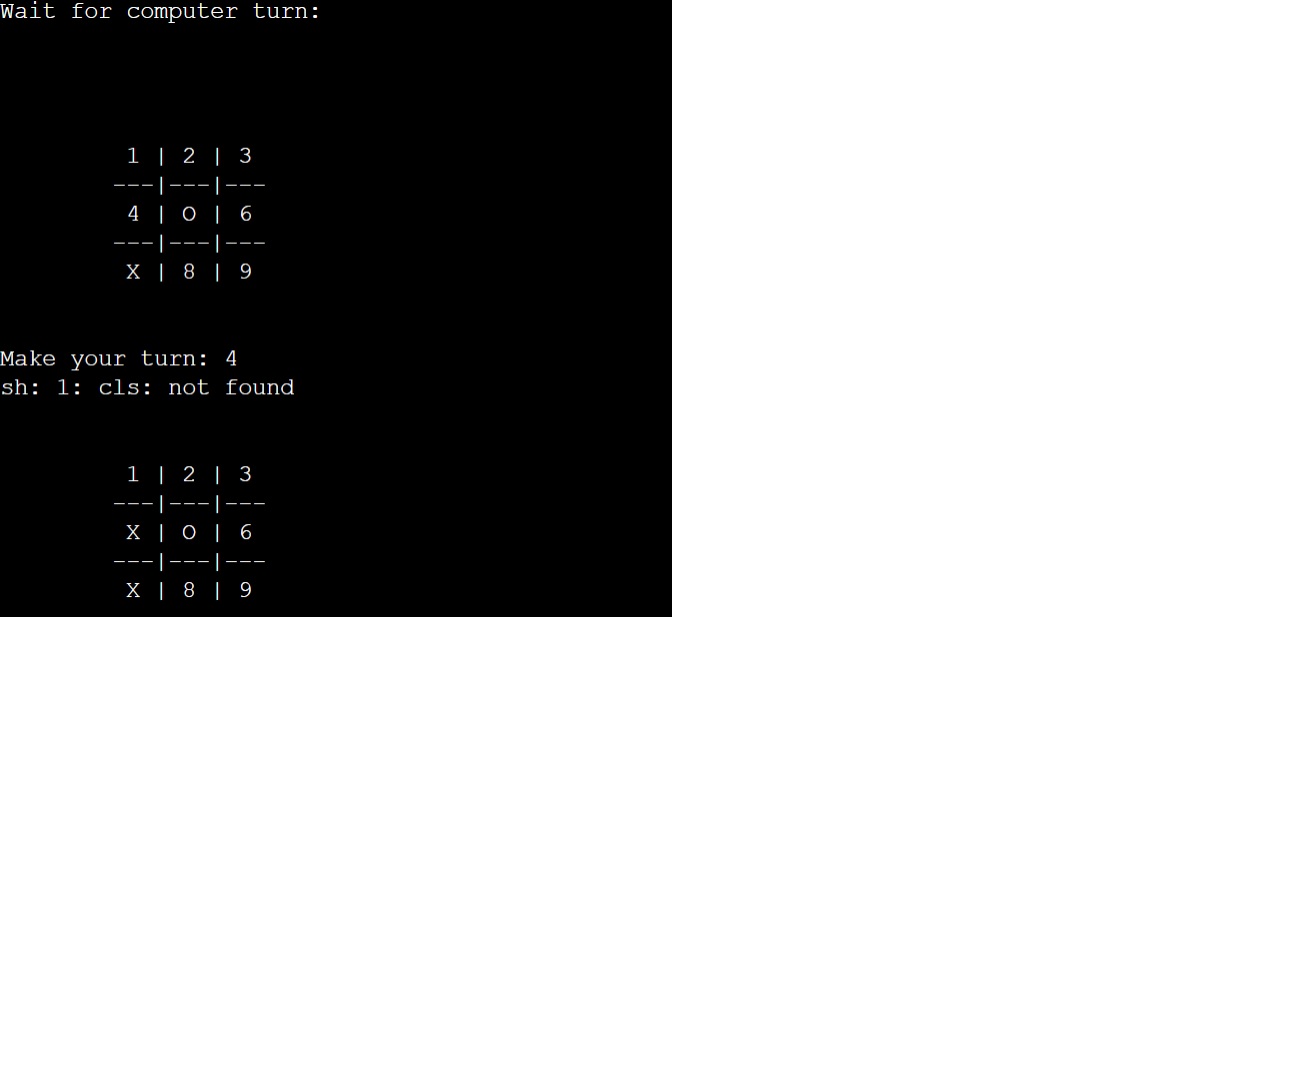 Wait for computer turn:
1 | 2 | 3
---|---|---
4 | O | 6
---|---|---
X | 8 | 9
Make your turn: 4
sh: 1: cls: not found
1 | 2 | 3
---|---|---
X | O | 6
---|---|---
X | 8 | 9